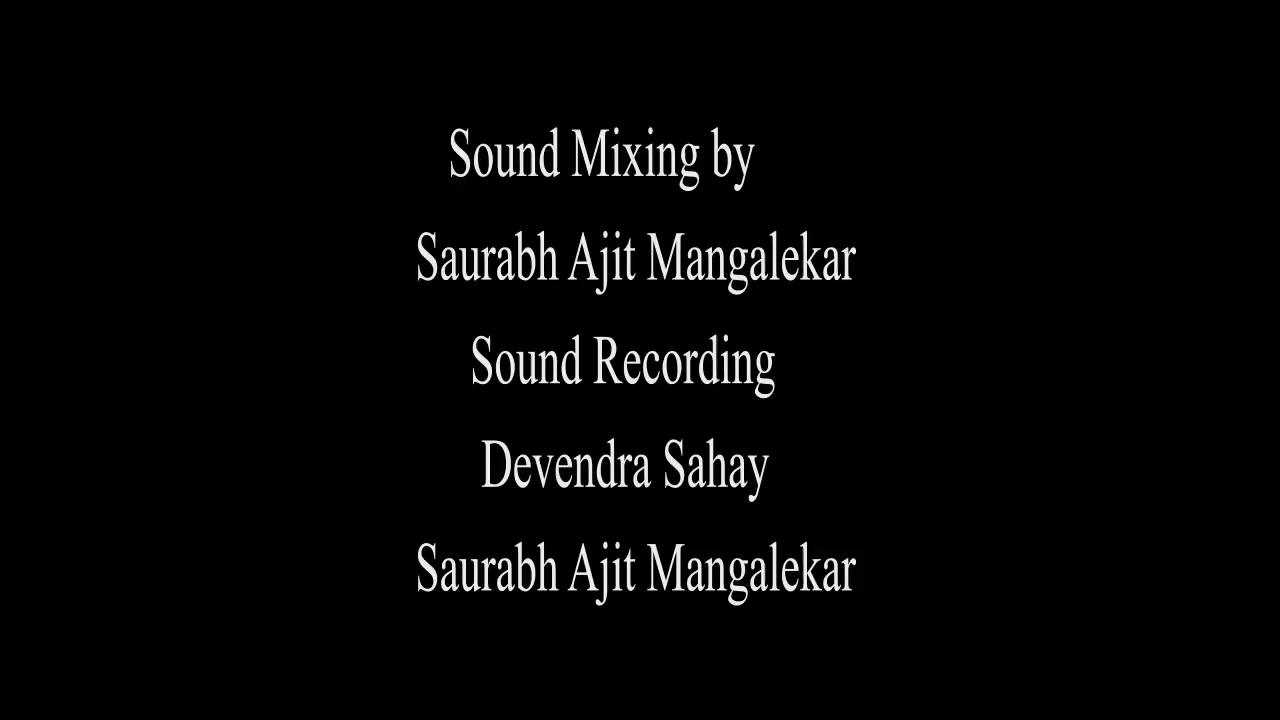 Sound Mixing by
Saurabh Ajit Mangalekar
Sound Recording
Devendra Sahay
Saurabh Ajit Mangalekar